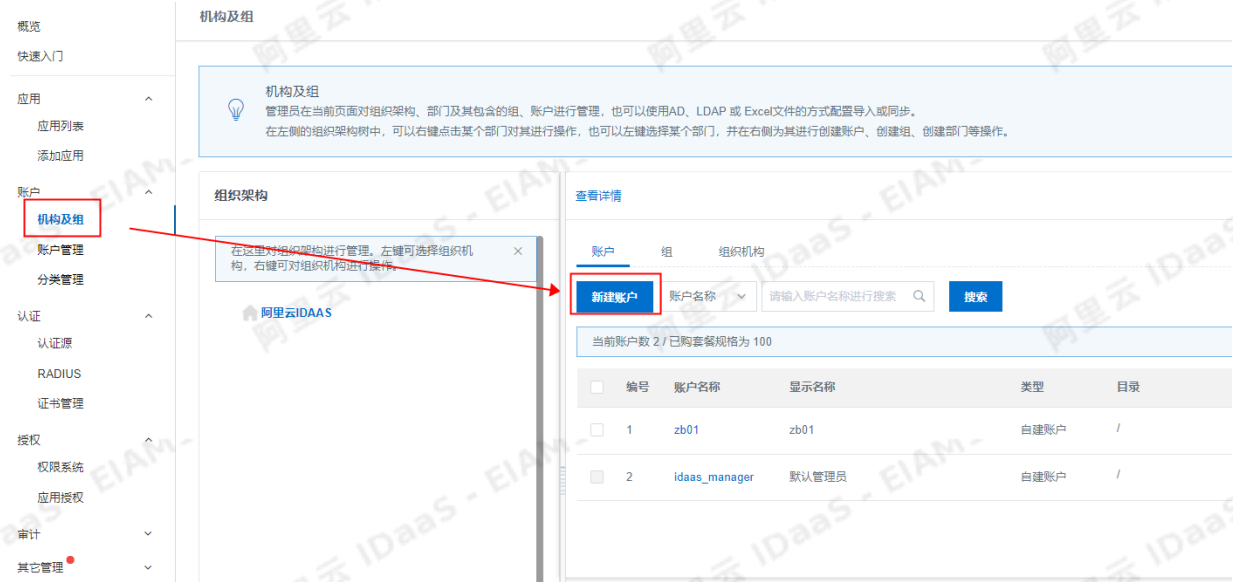 机构及组
概览
快速入门
应用
应用列表
添加应用
账户
机构及组
账户管理
分类管理
认证
认证源
RADIUS
证书管理
授权
权限系统
应用授权
审计
其它管理
机构及组
管理员在当前页面对组织架构、部门及其包含的组、账户进行管理，也可以使用AD、LDAP 或 Excel文件的方式配置导入或同步。
在左侧的组织架构树中，可以右键点击某个部门对其进行操作，也可以左键选择某个部门，并在右侧为其进行创建账户、创建组、创建部门等操作。
组织架构
在这里对组织架构进行管理。左键可选择组织机
构，右键可对组织机构进行操作。
阿里云IDAAS
查看详情
账户 组 组织机构
新建账户 账户名称 请输入账户名称进行搜索 搜索
当前账户数 2 / 已购套餐规格为 100
编号 账户名称 显示名称 类型 目录
1 zb01 zb01 自建账户 /
2 idaas_manager 默认管理员 自建账户 /
阿里云 IDaaS - EIAM-